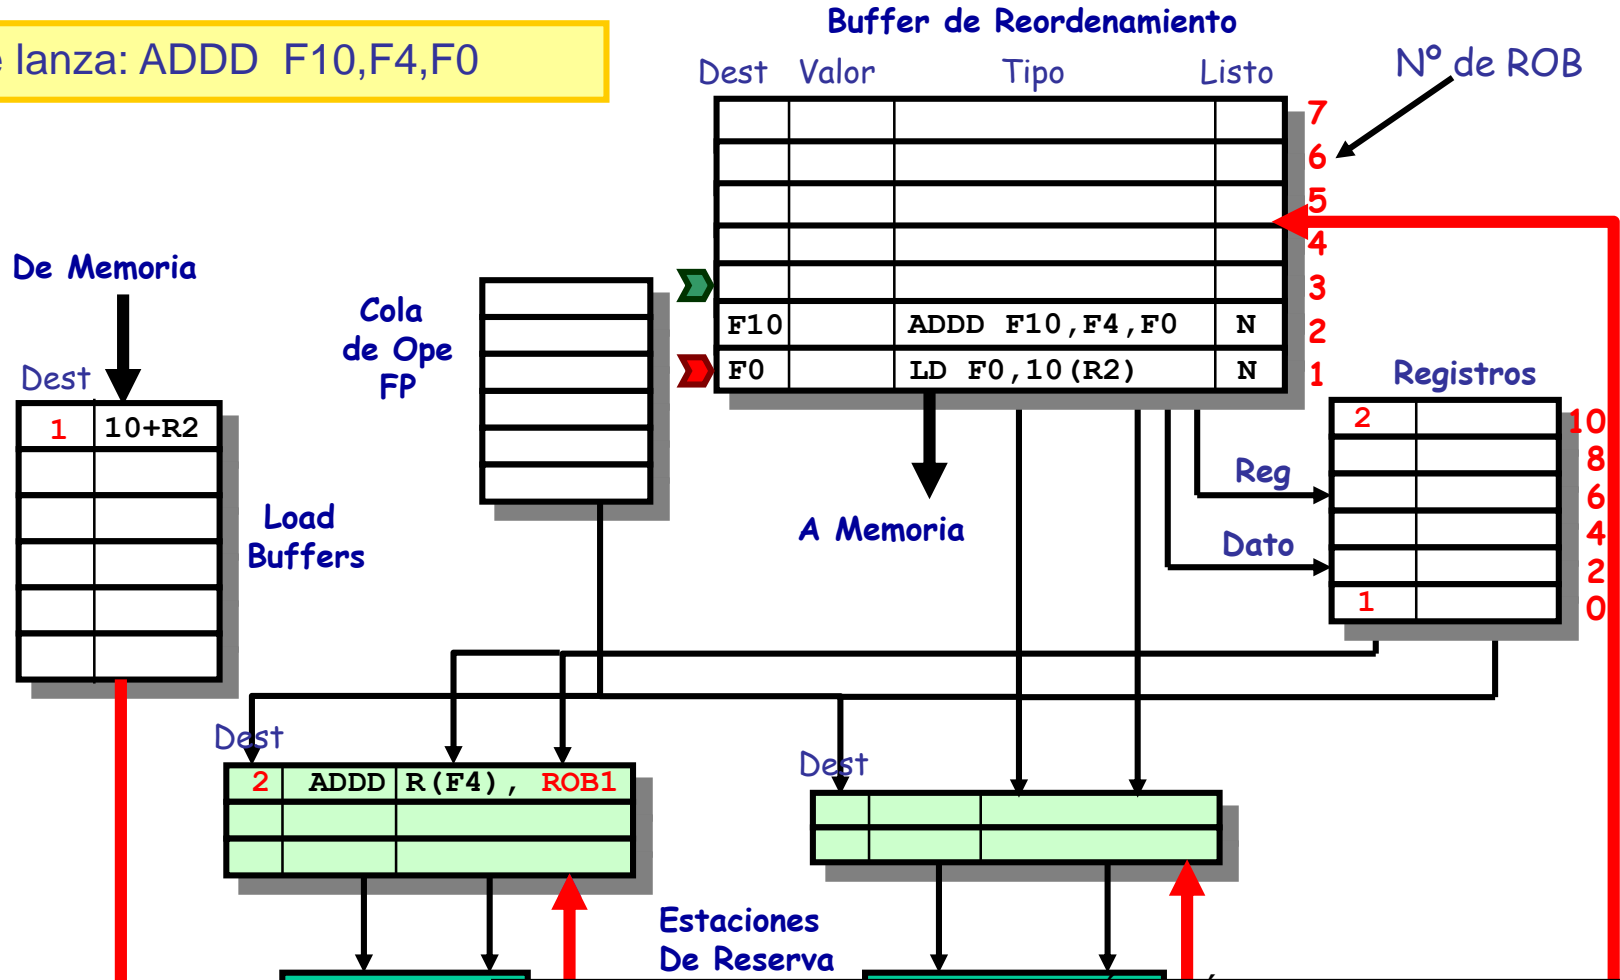 lanza: ADDD F10,F4,F0
Buffer de Reordenamiento
Dest Valor Tipo Listo
Nº de ROB
7
6
5
4
3
F10 ADDD F10,F4,F0 N 2
F0 LD F0,10(R2) N 1
De Memoria
Dest
1 10+R2
Load
Buffers
Cola
de Ope
FP
A Memoria
Reg
Dato
Registros
2 10
8
6
4
2
1 0
Dest
2 ADDD R(F4), ROB1
Dest
Estaciones
De Reserva